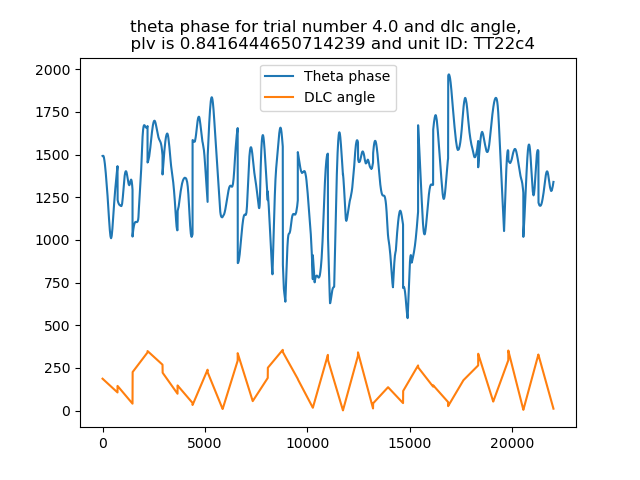 theta phase for trial number 4.0 and dlc angle,
plv is 0.8416444650714239 and unit ID: TT22c4
Theta phase
DLC angle
2000
1750
1500
1250
1000
750
500
250
0
0 5000 10000 15000 20000